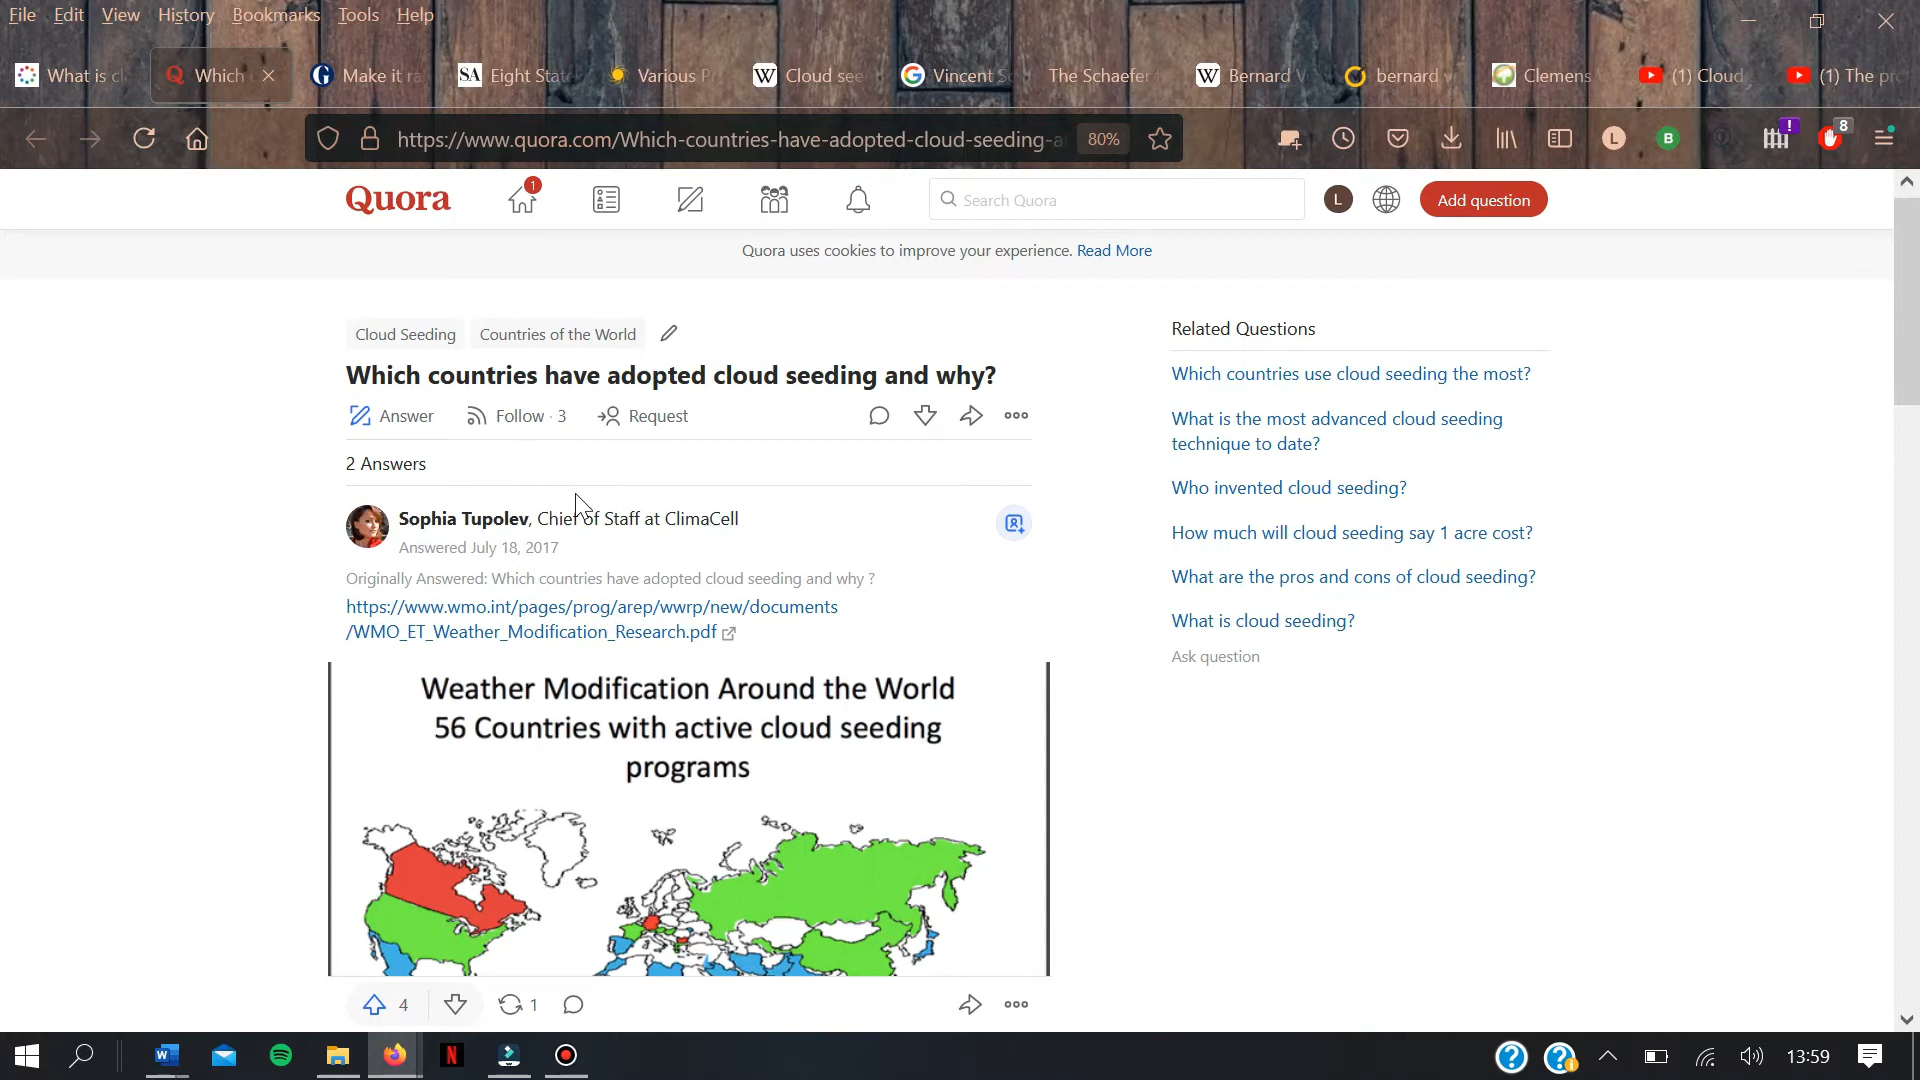 File Edit View History Bookmarks Tools Help
What is cl
Which
Make it ra
SA Eight State
Various P
W Cloud see
Vincent Sc
The Schaefer
W Bernard V
bernard v
Clemens
(1) Cloud
(1) The pr
https://www.quora.com/Which-countries-have-adopted-cloud-seeding-a
80%
L
B
!
8
Quora
1
Search Quora
L
Add question
Quora uses cookies to improve your experience. Read More
Cloud Seeding
Countries of the World
Which countries have adopted cloud seeding and why?
Answer
Follow · 3
Request
2 Answers
Sophia Tupolev, Chief of Staff at ClimaCell
Answered July 18, 2017
Originally Answered: Which countries have adopted cloud seeding and why ?
https://www.wmo.int/pages/prog/arep/wwrp/new/documents
/WMO_ET_Weather_Modification_Research.pdf
Weather Modification Around the World
56 Countries with active cloud seeding
programs
4
1
Related Questions
Which countries use cloud seeding the most?
What is the most advanced cloud seeding
technique to date?
Who invented cloud seeding?
How much will cloud seeding say 1 acre cost?
What are the pros and cons of cloud seeding?
What is cloud seeding?
Ask question
13:59